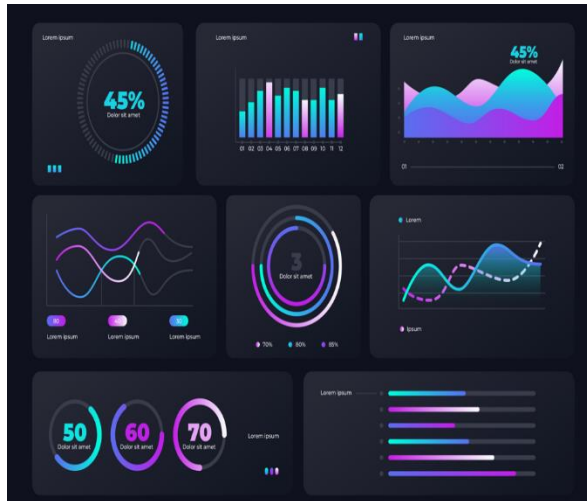 Lorem ipsum
45%
Dolor sit amet
Lorem ipsum
01 02 03 04 05 06 07 08 09 10 11 12
Lorem ipsum
45%
Dolor sit amet
01 02
Lorem ipsum Lorem ipsum Lorem ipsum
3
Dolor sit amet
70% 80% 85%
Lorem
Ipsum
50
Dolor sit amet
60
Dolor sit amet
70
Dolor sit amet
Lorem ipsum
Lorem ipsum